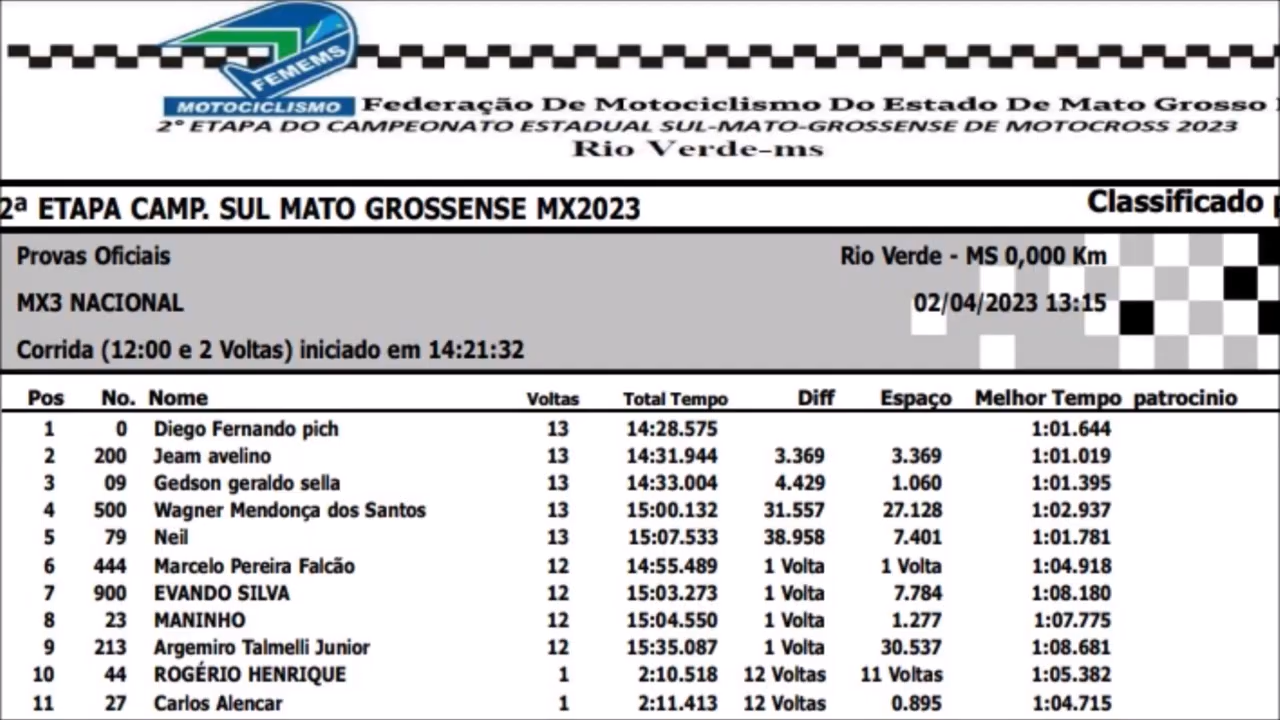 FEMEMS
MOTOCICLISMO
Federação De Motociclismo Do Estado De Mato Grosso
2° ETAPA DO CAMPEONATO ESTADUAL SUL-MATO-GROSSENSE DE MOTOCROSS 2023
Rio Verde-ms
2ª ETAPA CAMP. SUL MATO GROSSENSE MX2023 Classificado
Provas Oficiais Rio Verde - MS 0,000 Km
MX3 NACIONAL 02/04/2023 13:15
Corrida (12:00 e 2 Voltas) iniciado em 14:21:32
Pos No. Nome Voltas Total Tempo Diff Espaço Melhor Tempo patrocinio
1 0 Diego Fernando pich 13 14:28.575 1:01.644
2 200 Jeam avelino 13 14:31.944 3.369 3.369 1:01.019
3 09 Gedson geraldo sella 13 14:33.004 4.429 1.060 1:01.395
4 500 Wagner Mendonça dos Santos 13 15:00.132 31.557 27.128 1:02.937
5 79 Neil 13 15:07.533 38.958 7.401 1:01.781
6 444 Marcelo Pereira Falcão 12 14:55.489 1 Volta 1 Volta 1:04.918
7 900 EVANDO SILVA 12 15:03.273 1 Volta 7.784 1:08.180
8 23 MANINHO 12 15:04.550 1 Volta 1.277 1:07.775
9 213 Argemiro Talmelli Junior 12 15:35.087 1 Volta 30.537 1:08.681
10 44 ROGÉRIO HENRIQUE 1 2:10.518 12 Voltas 11 Voltas 1:05.382
11 27 Carlos Alencar 1 2:11.413 12 Voltas 0.895 1:04.715